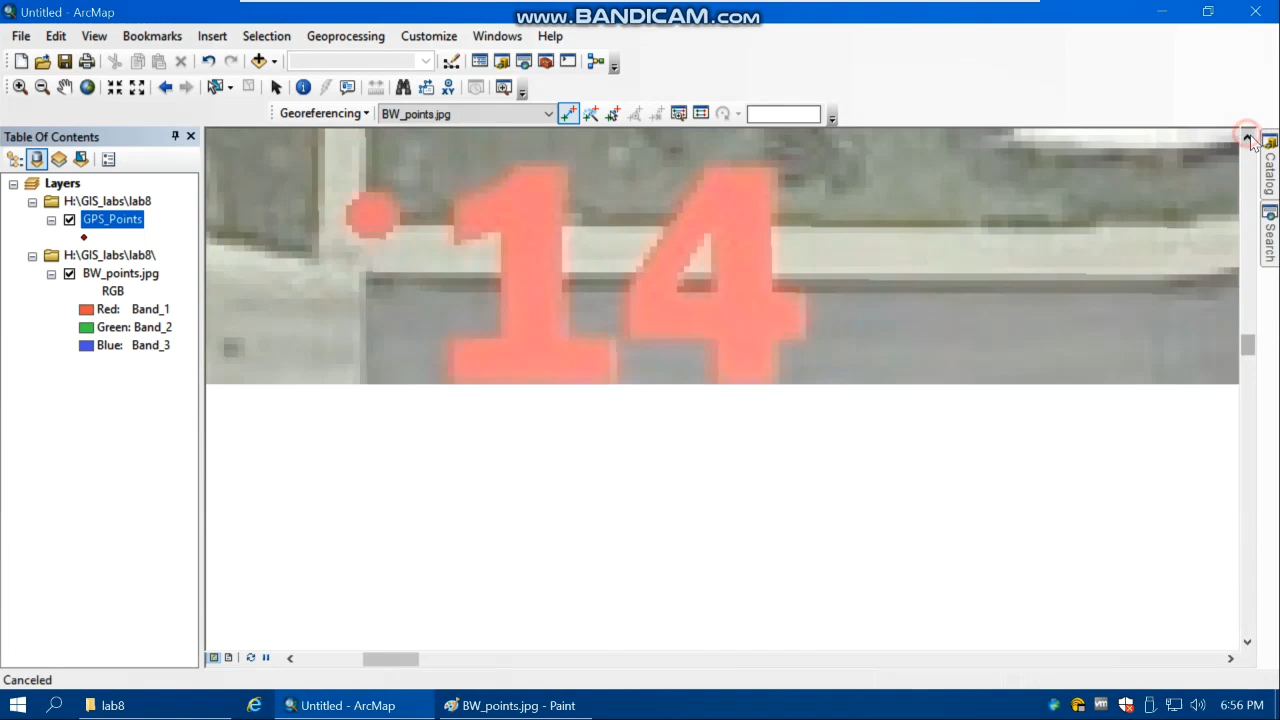 Untitled - ArcMap
www.BANDICAM.com
File Edit View Bookmarks Insert Selection Geoprocessing Customize Windows Help
Georeferencing BW_points.jpg
Table Of Contents
Layers
H:\GIS_labs\lab8
GPS_Points
H:\GIS_labs\lab8\
BW_points.jpg
RGB
Red: Band_1
Green: Band_2
Blue: Band_3
14
Catalog
Search
Canceled
lab8 Untitled - ArcMap BW_points.jpg - Paint 6:56 PM